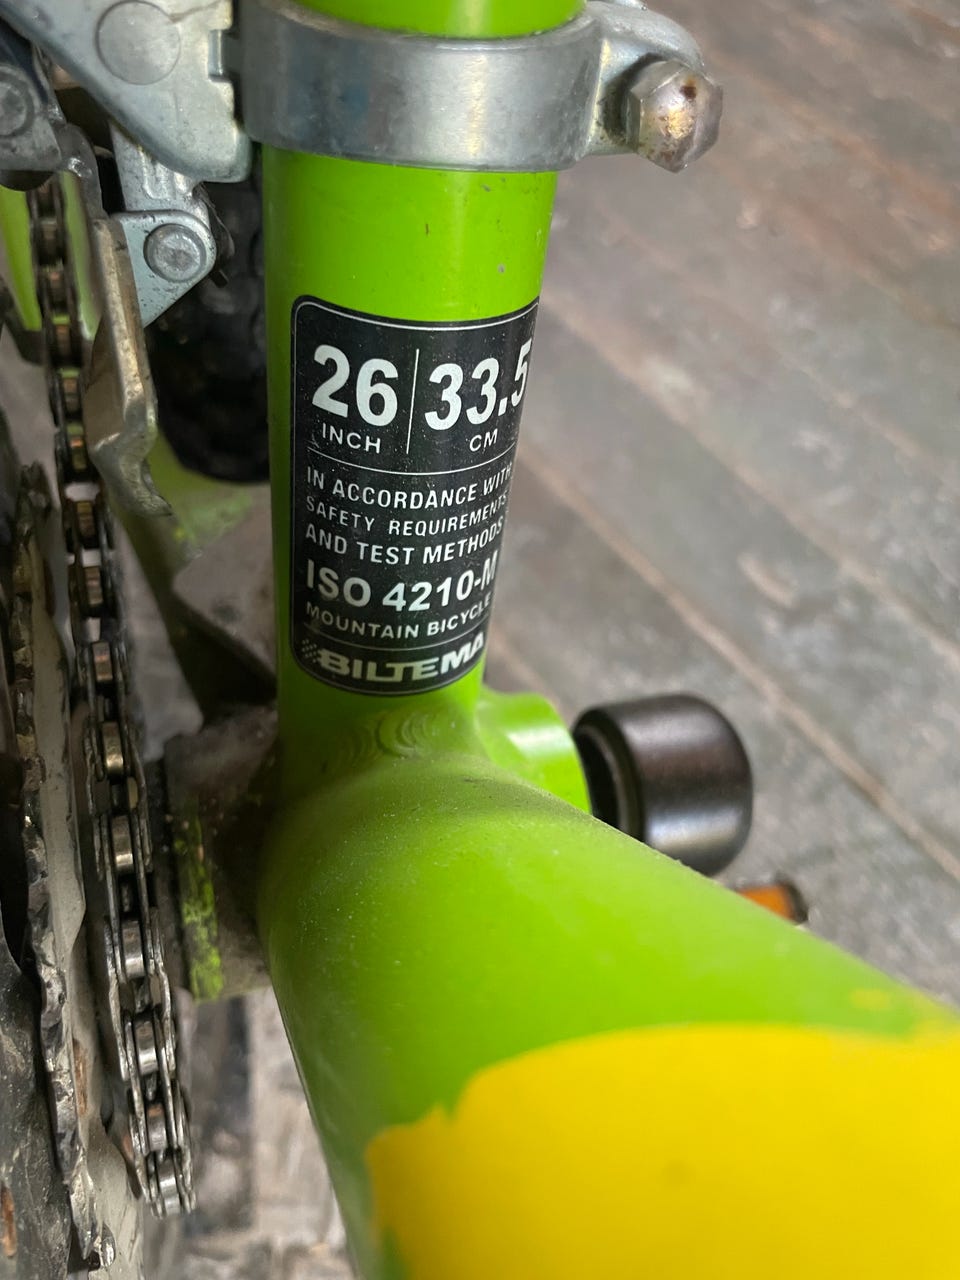 26 33.5
INCH CM
IN ACCORDANCE WITH
SAFETY REQUIREMENTS
AND TEST METHODS
ISO 4210-M
MOUNTAIN BICYCLE
BILTEMA